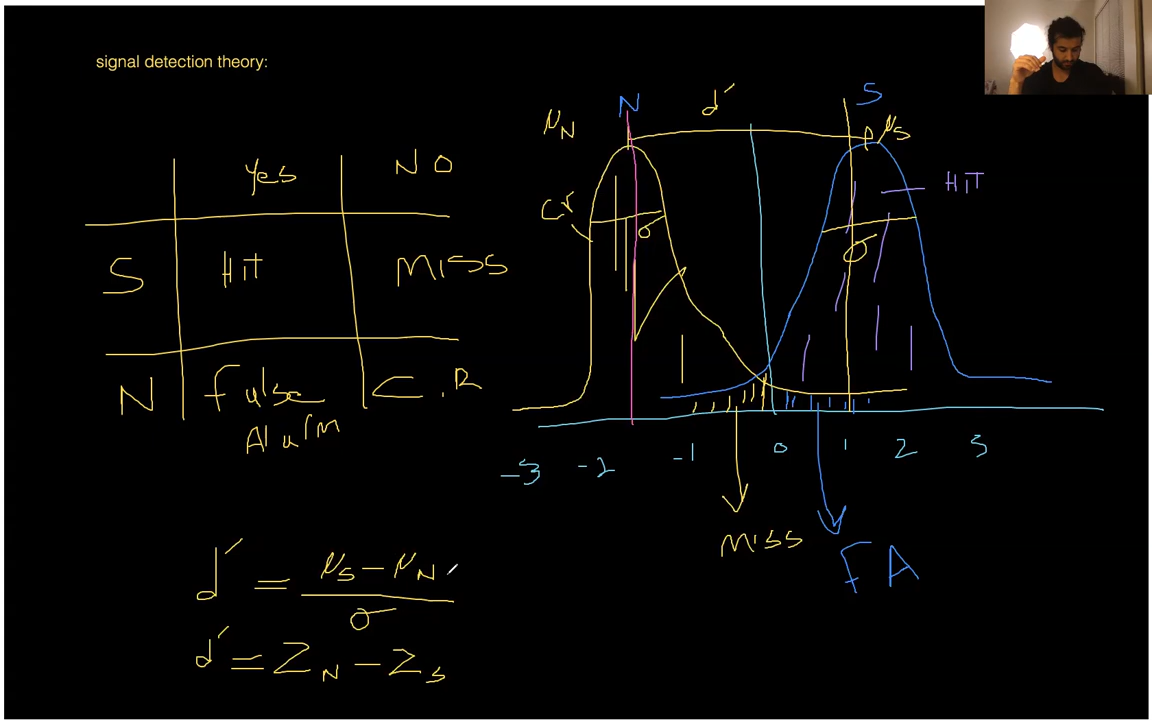 signal detection theory:
Yes NO
S Hit MISS
N Fulse C.R
Alarm
d′ = μS − μN
σ
d′ = ZN − ZS
N d′ S
μN μS
HIT
Cr
σ σ
-3 -2 -1 0 1 2 3
MISS
FA